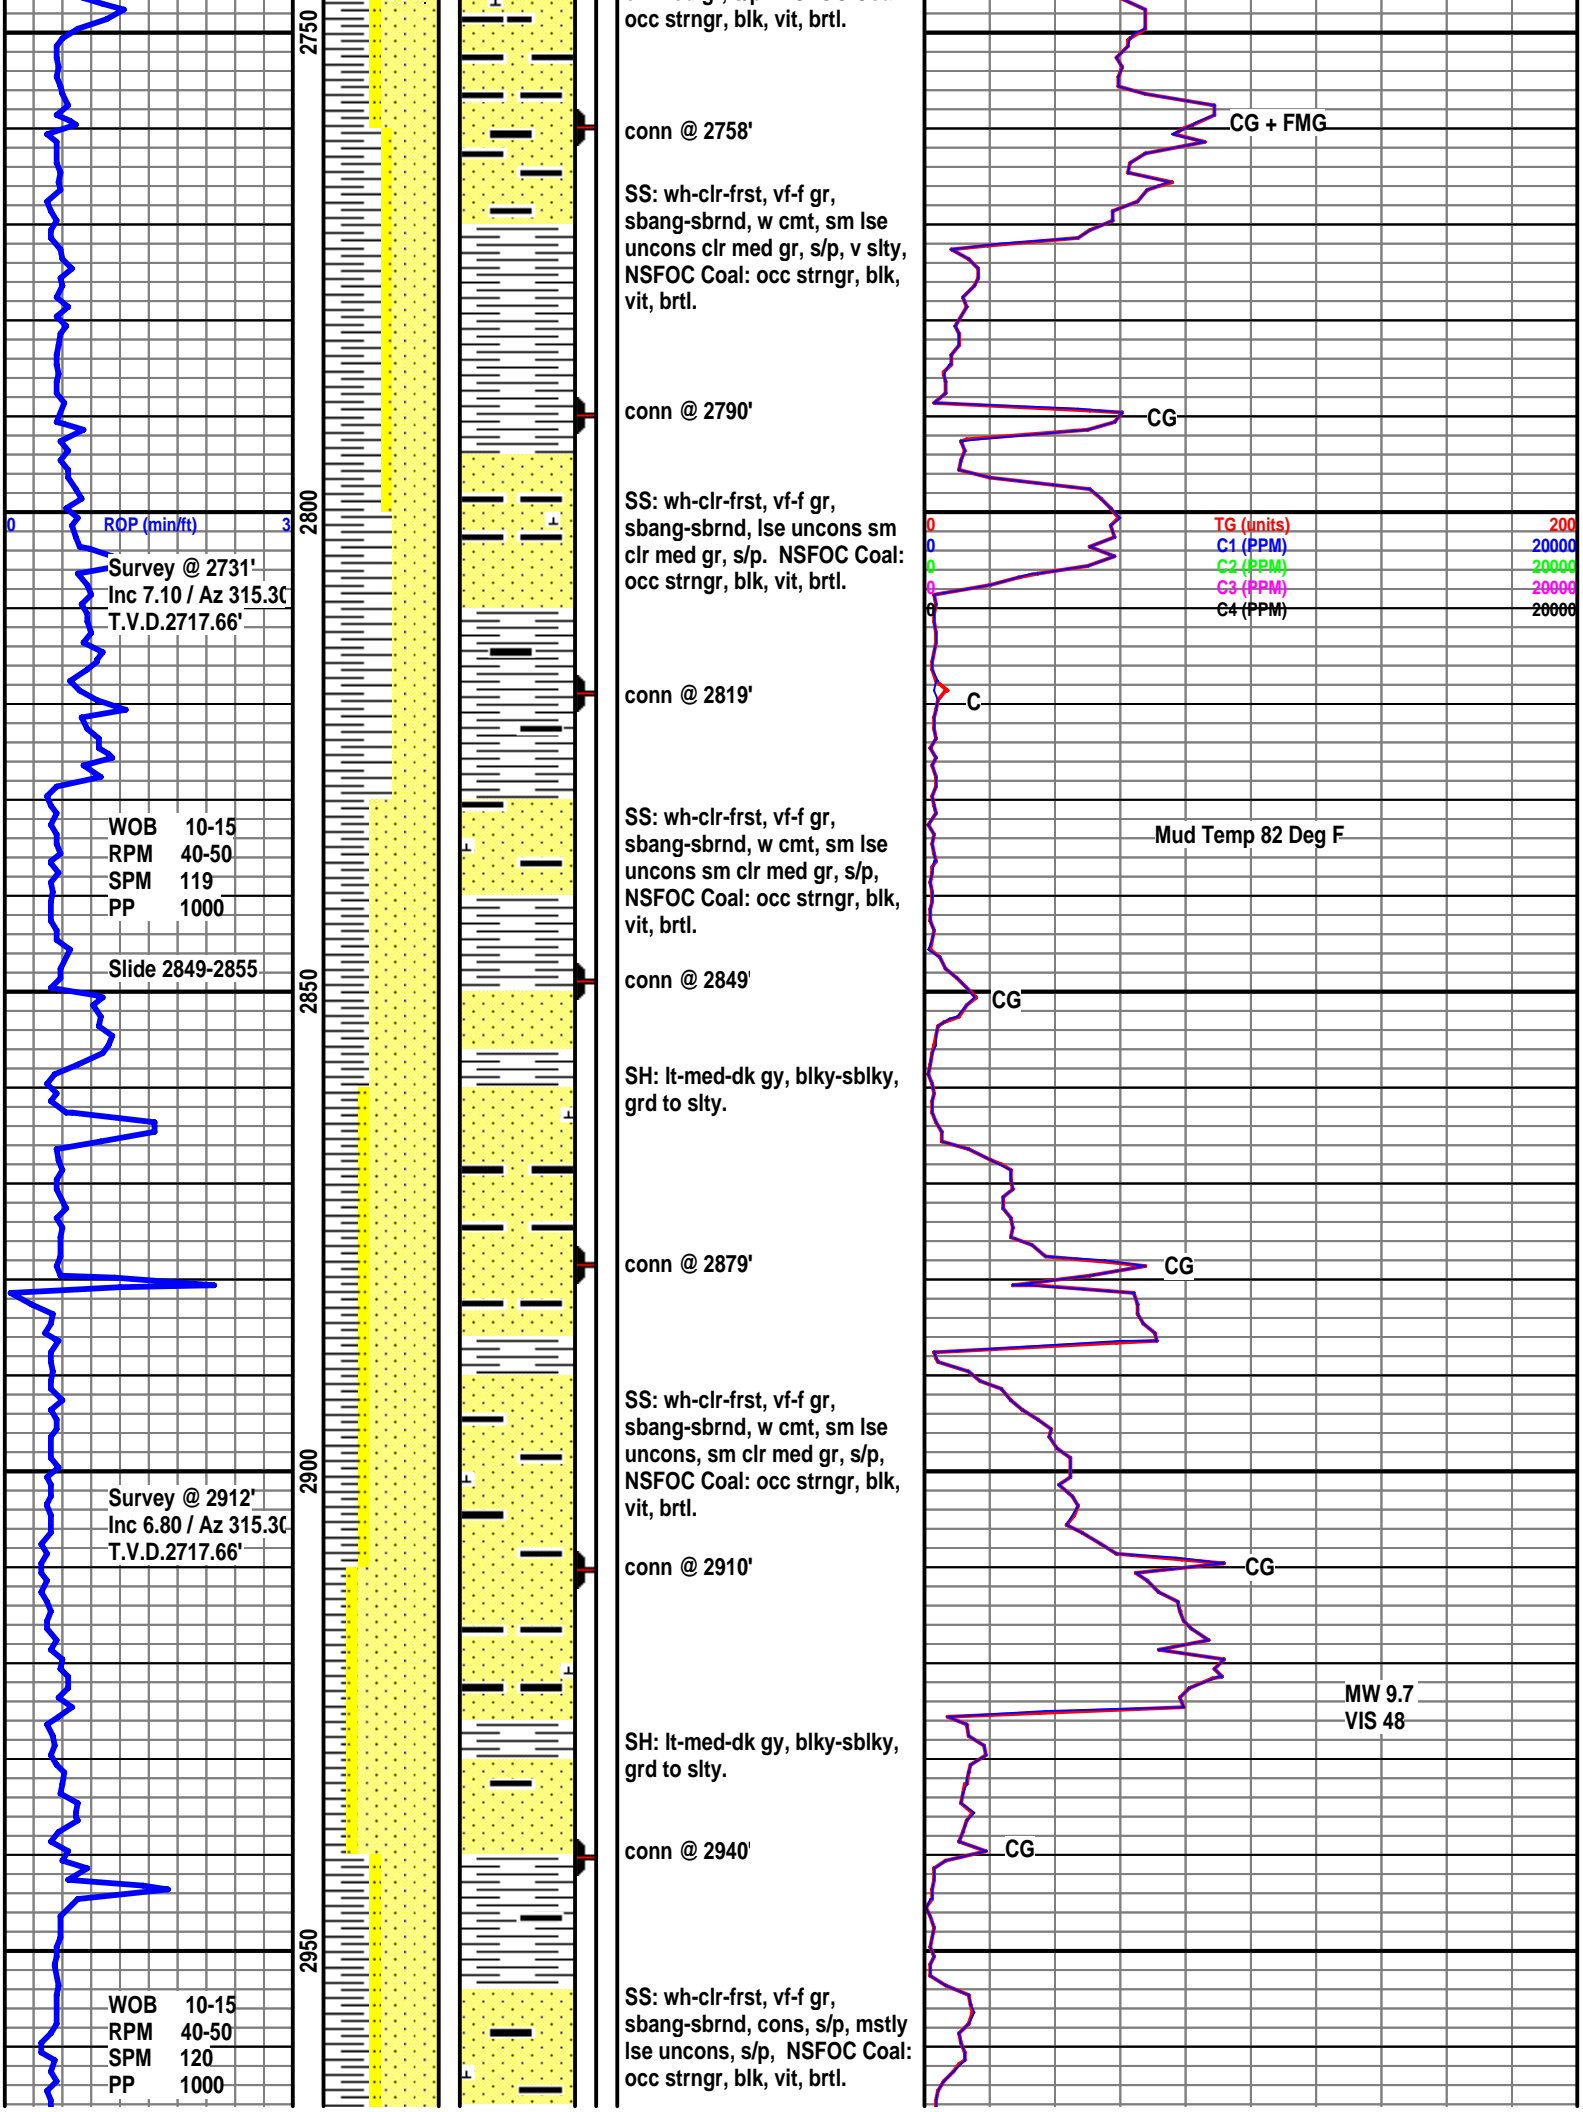 occ strngr, blk, vit, brtl.
2750
conn @ 2758'
CG + FMG
SS: wh-clr-frst, vf-f gr,
sbang-sbrnd, w cmt, sm lse
uncons clr med gr, s/p, v slty,
NSFOC Coal: occ strngr, blk,
vit, brtl.
conn @ 2790'
CG
SS: wh-clr-frst, vf-f gr,
sbang-sbrnd, lse uncons sm
clr med gr, s/p. NSFOC Coal:
occ strngr, blk, vit, brtl.
2800
0 ROP (min/ft) 3
0 TG (units) 200
0 C1 (PPM) 20000
0 C2 (PPM) 20000
0 C3 (PPM) 20000
0 C4 (PPM) 20000
Survey @ 2731'
Inc 7.10 / Az 315.30
T.V.D.2717.66'
conn @ 2819'
C
WOB 10-15
RPM 40-50
SPM 119
PP 1000
SS: wh-clr-frst, vf-f gr,
sbang-sbrnd, w cmt, sm lse
uncons sm clr med gr, s/p,
NSFOC Coal: occ strngr, blk,
vit, brtl.
Mud Temp 82 Deg F
Slide 2849-2855
2850
conn @ 2849'
CG
SH: lt-med-dk gy, blky-sblky,
grd to slty.
conn @ 2879'
CG
SS: wh-clr-frst, vf-f gr,
sbang-sbrnd, w cmt, sm lse
uncons, sm clr med gr, s/p,
NSFOC Coal: occ strngr, blk,
vit, brtl.
2900
Survey @ 2912'
Inc 6.80 / Az 315.30
T.V.D.2717.66'
conn @ 2910'
CG
MW 9.7
VIS 48
SH: lt-med-dk gy, blky-sblky,
grd to slty.
conn @ 2940'
CG
2950
WOB 10-15
RPM 40-50
SPM 120
PP 1000
SS: wh-clr-frst, vf-f gr,
sbang-sbrnd, cons, s/p, mstly
lse uncons, s/p, NSFOC Coal:
occ strngr, blk, vit, brtl.